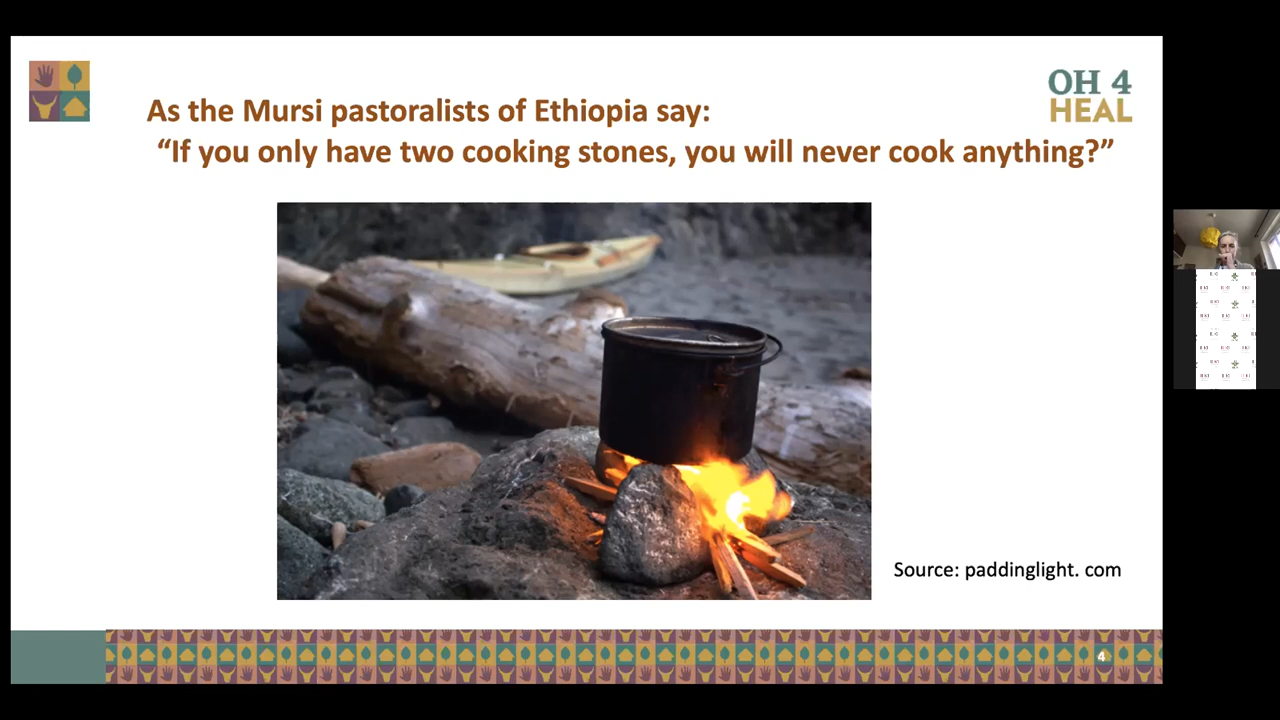 OH 4
HEAL
As the Mursi pastoralists of Ethiopia say:
“If you only have two cooking stones, you will never cook anything?”
Source: paddinglight. com
4